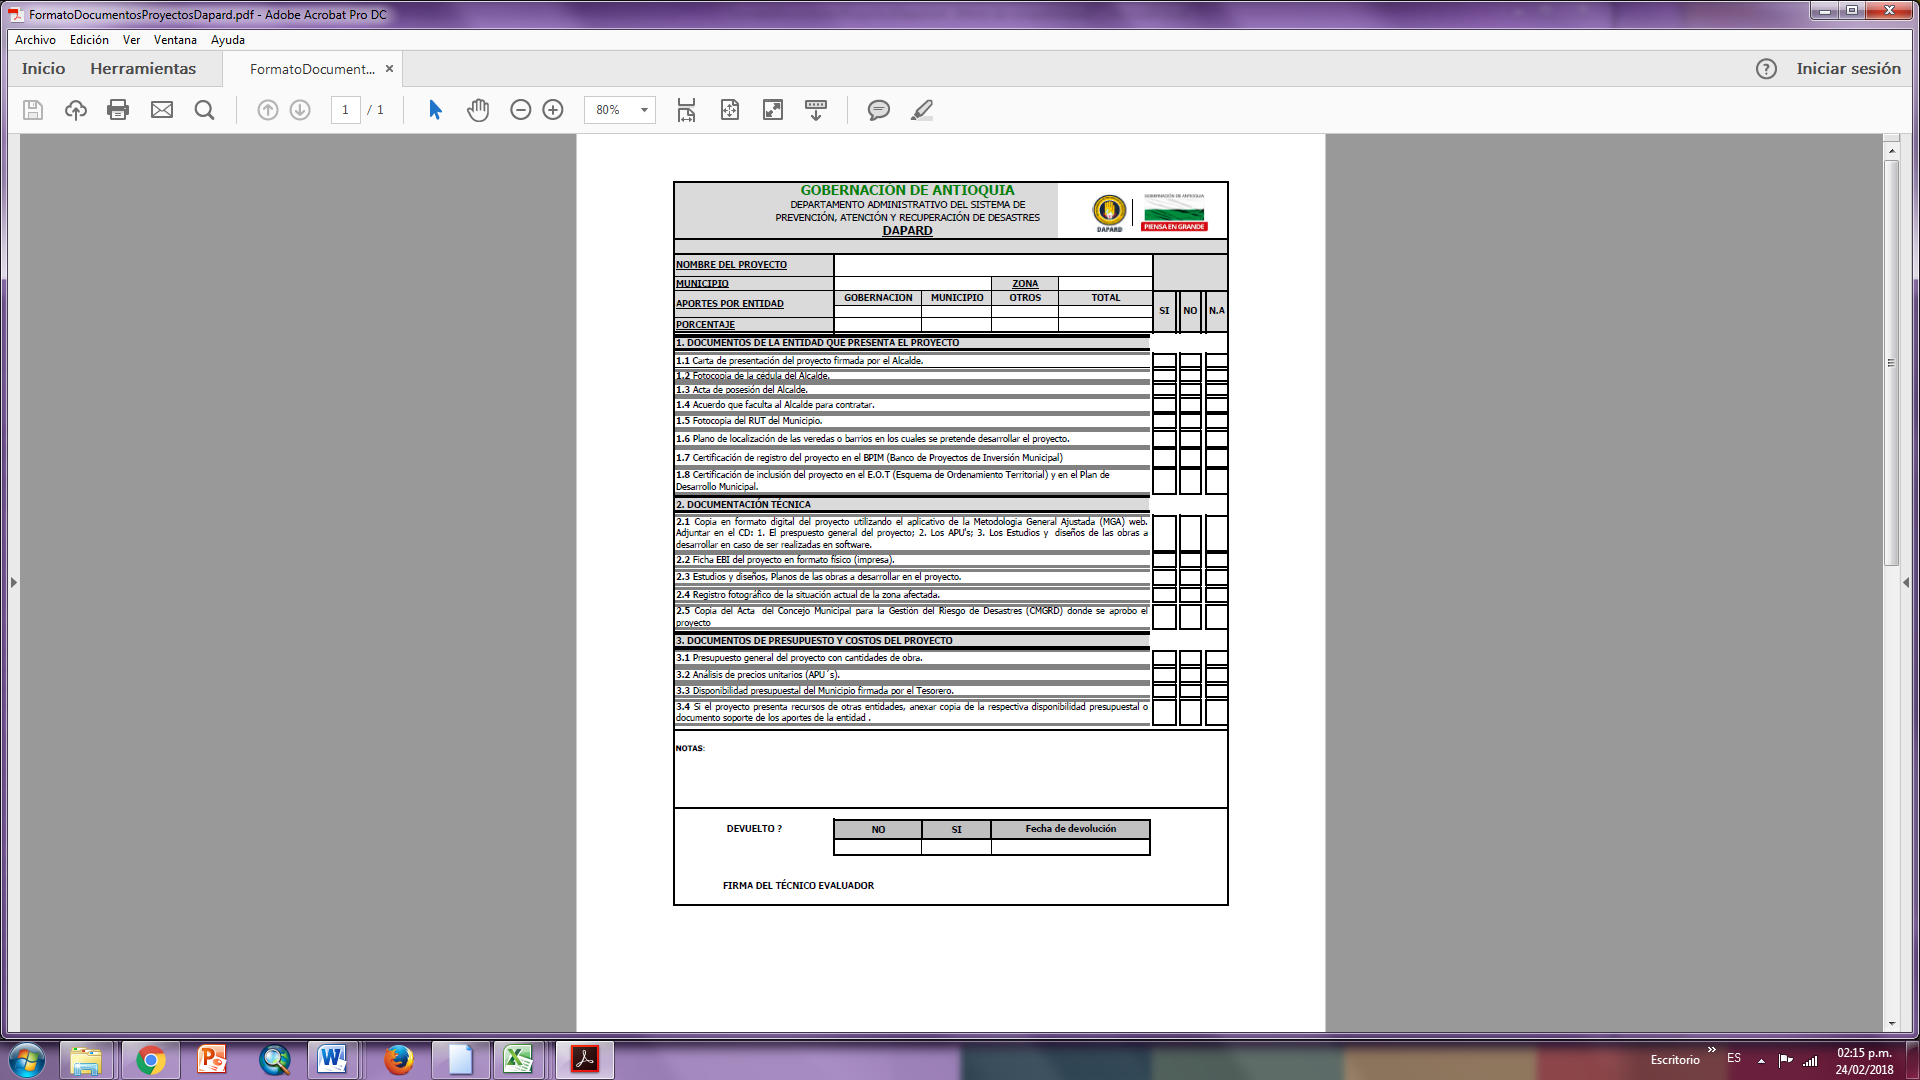 FormatoDocumentosProyectosDapard.pdf - Adobe Acrobat Pro DC
Archivo Edición Ver Ventana Ayuda
Inicio Herramientas FormatoDocument... × Iniciar sesión
1 / 1 80%
GOBERNACIÓN DE ANTIOQUIA
DEPARTAMENTO ADMINISTRATIVO DEL SISTEMA DE
PREVENCIÓN, ATENCIÓN Y RECUPERACIÓN DE DESASTRES
DAPARD
DAPARD
GOBERNACIÓN DE ANTIOQUIA
PIENSA EN GRANDE
NOMBRE DEL PROYECTO
MUNICIPIO ZONA
APORTES POR ENTIDAD GOBERNACION MUNICIPIO OTROS TOTAL
SI NO N.A
PORCENTAJE
1. DOCUMENTOS DE LA ENTIDAD QUE PRESENTA EL PROYECTO
1.1 Carta de presentación del proyecto firmada por el Alcalde.
1.2 Fotocopia de la cédula del Alcalde.
1.3 Acta de posesión del Alcalde.
1.4 Acuerdo que faculta al Alcalde para contratar.
1.5 Fotocopia del RUT del Municipio.
1.6 Plano de localización de las veredas o barrios en los cuales se pretende desarrollar el proyecto.
1.7 Certificación de registro del proyecto en el BPIM (Banco de Proyectos de Inversión Municipal)
1.8 Certificación de inclusión del proyecto en el E.O.T (Esquema de Ordenamiento Territorial) y en el Plan de
Desarrollo Municipal.
2. DOCUMENTACIÓN TÉCNICA
2.1 Copia en formato digital del proyecto utilizando el aplicativo de la Metodologia General Ajustada (MGA) web.
Adjuntar en el CD: 1. El prespuesto general del proyecto; 2. Los APU's; 3. Los Estudios y diseños de las obras a
desarrollar en caso de ser realizadas en software.
2.2 Ficha EBI del proyecto en formato físico (impresa).
2.3 Estudios y diseños, Planos de las obras a desarrollar en el proyecto.
2.4 Registro fotográfico de la situación actual de la zona afectada.
2.5 Copia del Acta del Concejo Municipal para la Gestión del Riesgo de Desastres (CMGRD) donde se aprobo el
proyecto
3. DOCUMENTOS DE PRESUPUESTO Y COSTOS DEL PROYECTO
3.1 Presupuesto general del proyecto con cantidades de obra.
3.2 Análisis de precios unitarios (APU´s).
3.3 Disponibilidad presupuestal del Municipio firmada por el Tesorero.
3.4 Si el proyecto presenta recursos de otras entidades, anexar copia de la respectiva disponibilidad presupuestal o
documento soporte de los aportes de la entidad .
NOTAS:
DEVUELTO ? NO SI Fecha de devolución
FIRMA DEL TÉCNICO EVALUADOR
Escritorio » ES 02:15 p.m.
24/02/2018